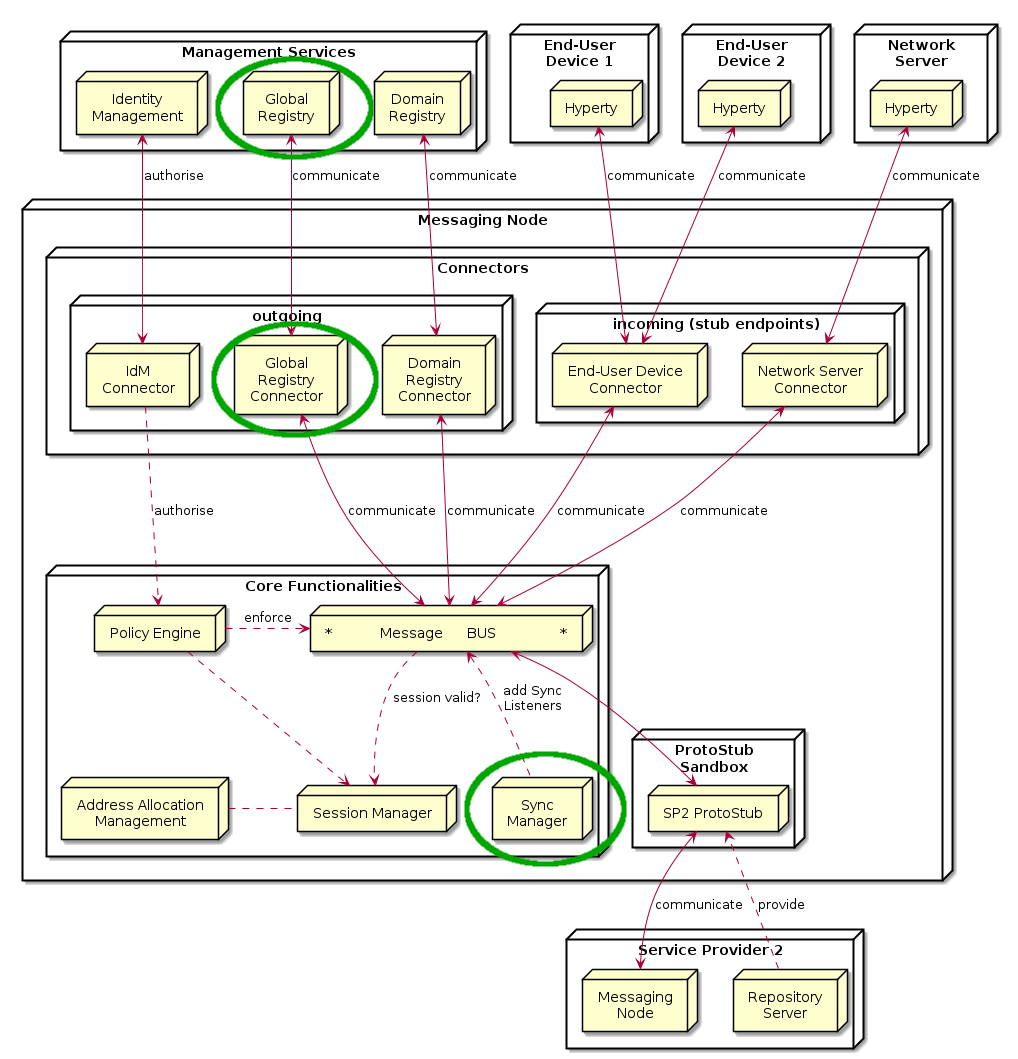 Management Services
End-User
Device 1
End-User
Device 2
Network
Server
Identity
Management
Global
Registry
Domain
Registry
Hyperty
Hyperty
Hyperty
authorise
communicate
communicate
communicate
communicate
communicate
Messaging Node
Connectors
outgoing
incoming (stub endpoints)
IdM
Connector
Global
Registry
Connector
Domain
Registry
Connector
End-User Device
Connector
Network Server
Connector
authorise
communicate
communicate
communicate
communicate
Core Functionalities
Policy Engine
enforce
* Message BUS *
session valid?
add Sync
Listeners
ProtoStub
Sandbox
Address Allocation
Management
Session Manager
Sync
Manager
SP2 ProtoStub
communicate
provide
Service Provider 2
Messaging
Node
Repository
Server